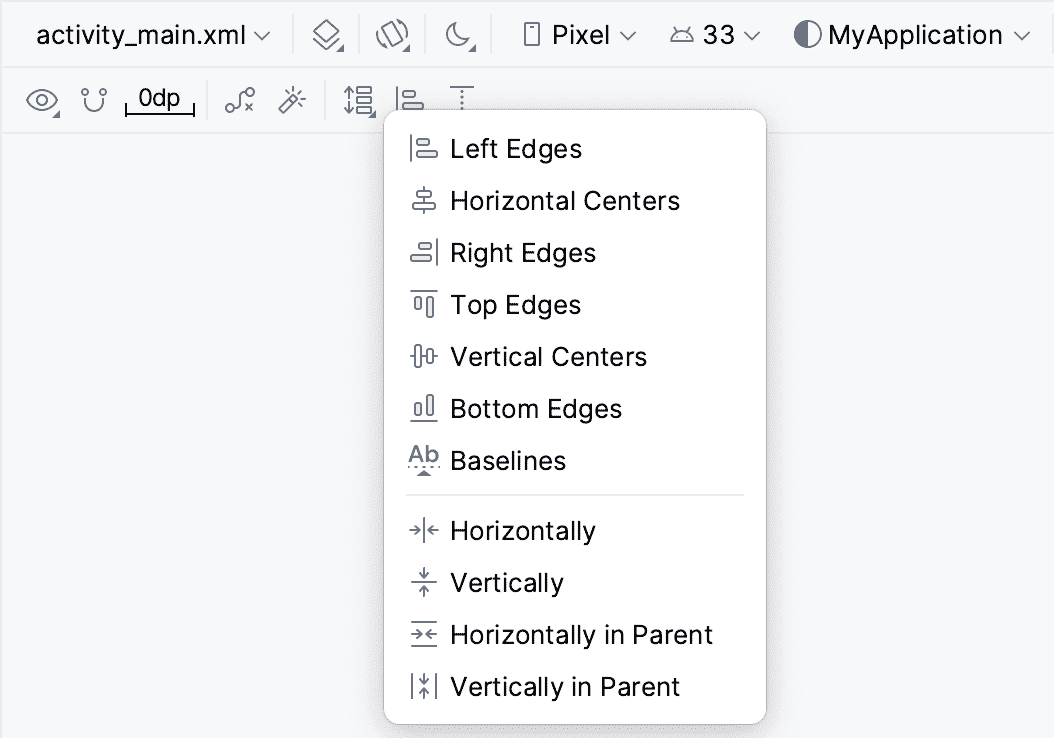 activity_main.xml Pixel 33 MyApplication
0dp
Left Edges
Horizontal Centers
Right Edges
Top Edges
Vertical Centers
Bottom Edges
Ab Baselines
Horizontally
Vertically
Horizontally in Parent
Vertically in Parent